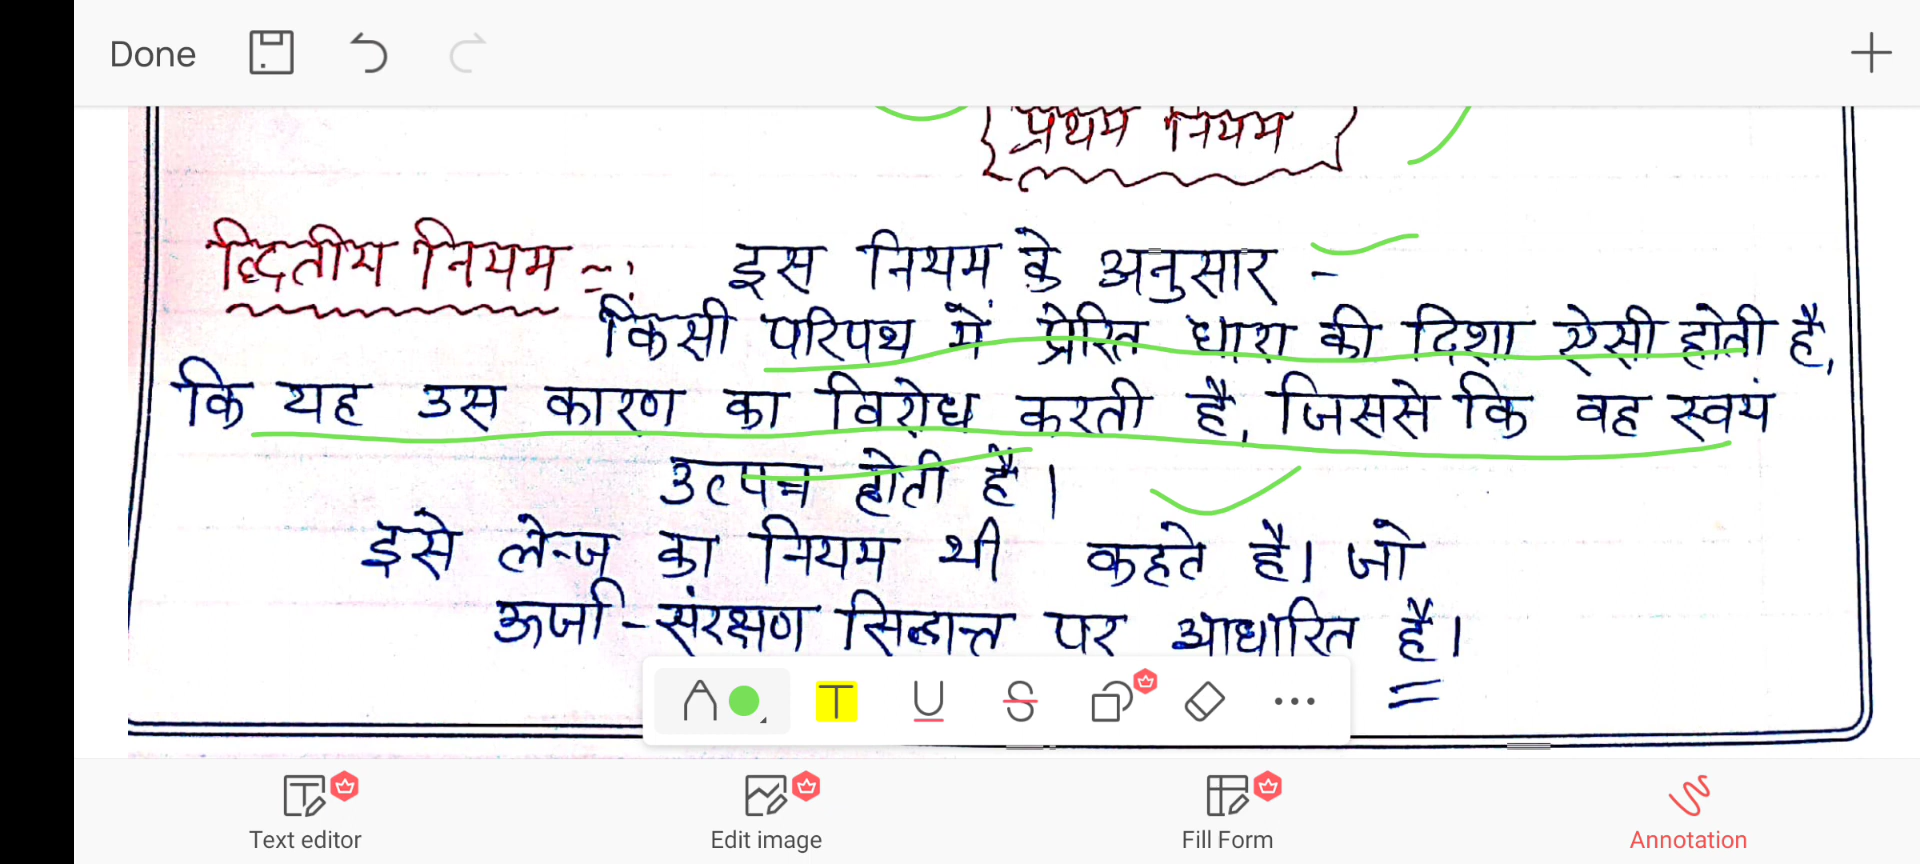 Done
प्रथम नियम
द्वितीय नियम ~: इस नियम के अनुसार -
किसी परिपथ में प्रेरित धारा की दिशा ऐसी होती है,
कि यह उस कारण का विरोध करती है, जिससे कि वह स्वयं
उत्पन्न होती है।
इसे लेन्ज का नियम भी कहते है। जो
ऊर्जा-संरक्षण सिद्धान्त पर आधारित है।
Text editor Edit image Fill Form Annotation